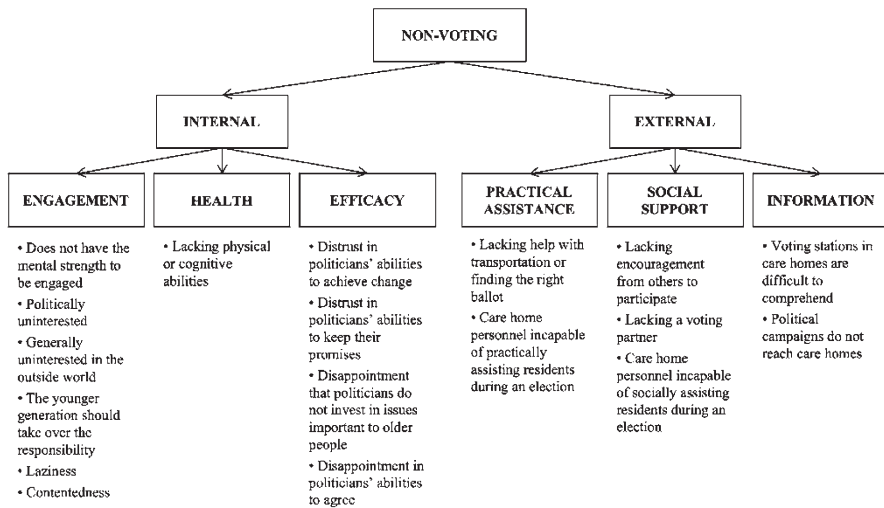 NON-VOTING
INTERNAL
EXTERNAL
ENGAGEMENT
HEALTH
EFFICACY
PRACTICAL
ASSISTANCE
SOCIAL
SUPPORT
INFORMATION
• Does not have the
mental strength to
be engaged
• Politically
uninterested
• Generally
uninterested in the
outside world
• The younger
generation should
take over the
responsibility
• Laziness
• Contentedness
• Lacking physical
or cognitive
abilities
• Distrust in
politicians' abilities
to achieve change
• Distrust in
politicians' abilities
to keep their
promises
• Disappointment
that politicians do
not invest in issues
important to older
people
• Disappointment in
politicians' abilities
to agree
• Lacking help with
transportation or
finding the right
ballot
• Care home
personnel incapable
of practically
assisting residents
during an election
• Lacking
encouragement
from others to
participate
• Lacking a voting
partner
• Care home
personnel incapable
of socially assisting
residents during an
election
• Voting stations in
care homes are
difficult to
comprehend
• Political
campaigns do not
reach care homes